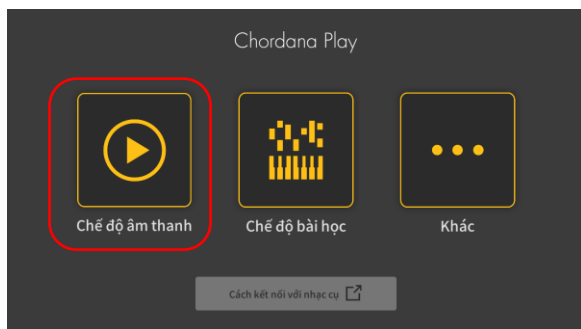 Chordana Play
Chế độ âm thanh
Chế độ bài học
Khác
Cách kết nối với nhạc cụ